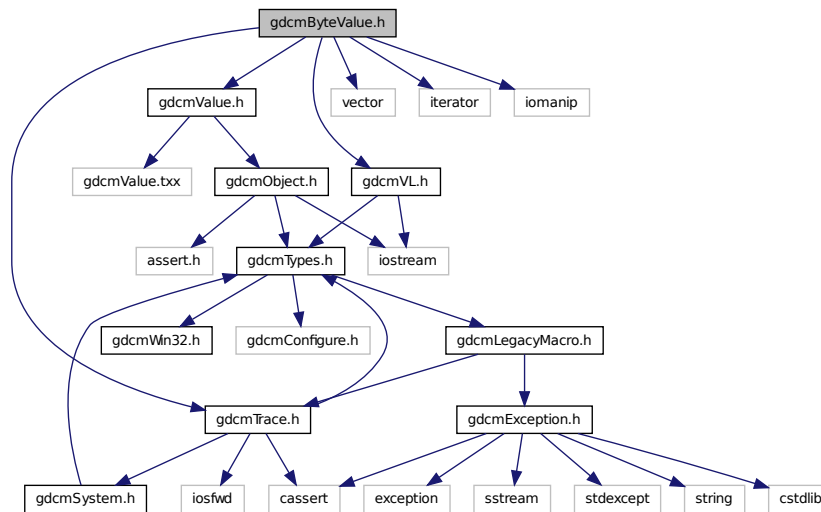 gdcmByteValue.h
gdcmValue.h
vector
iterator
iomanip
gdcmValue.txx
gdcmObject.h
gdcmVL.h
assert.h
gdcmTypes.h
iostream
gdcmWin32.h
gdcmConfigure.h
gdcmLegacyMacro.h
gdcmTrace.h
gdcmException.h
gdcmSystem.h
iosfwd
cassert
exception
sstream
stdexcept
string
cstdlib